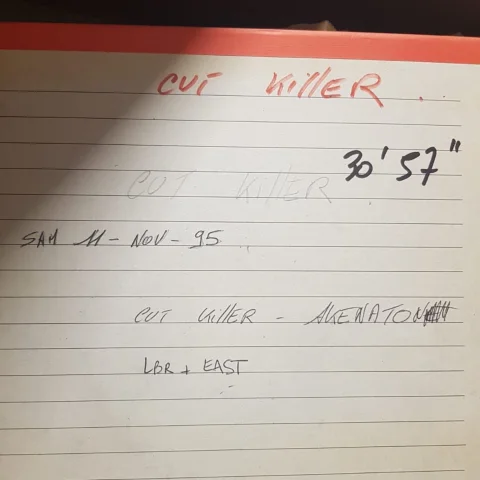 CUT KILLER.
30' 57"
CUT KILLER
SAM 11 - NOV - 95
CUT KILLER - AKENATON
LBR + EAST